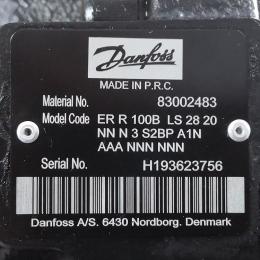 Danfoss
MADE IN P.R.C.
Material No. 83002483
Model Code ER R 100B LS 28 20
NN N 3 S2BP A1N
AAA NNN NNN
Serial No. H193623756
Danfoss A/S. 6430 Nordborg. Denmark